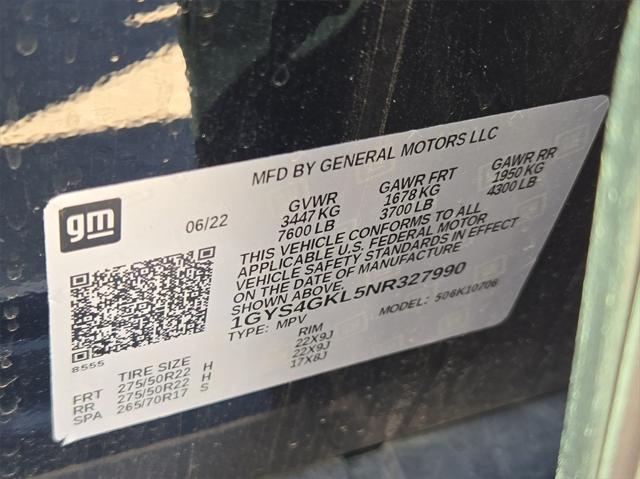 MFD BY GENERAL MOTORS LLC
gm
06/22
GVWR
3447 KG
7600 LB
GAWR FRT
1678 KG
3700 LB
GAWR RR
1950 KG
4300 LB
THIS VEHICLE CONFORMS TO ALL
APPLICABLE U.S. FEDERAL MOTOR
VEHICLE SAFETY STANDARDS IN EFFECT
ON THE DATE OF MANUFACTURE
SHOWN ABOVE.
1GYS4GKL5NR327990
TYPE: MPV
MODEL: 506K10706
8555
TIRE SIZE
RIM
FRT 275/50R22 H 22X9J
RR 275/50R22 H 22X9J
SPA 265/70R17 S 17X8J